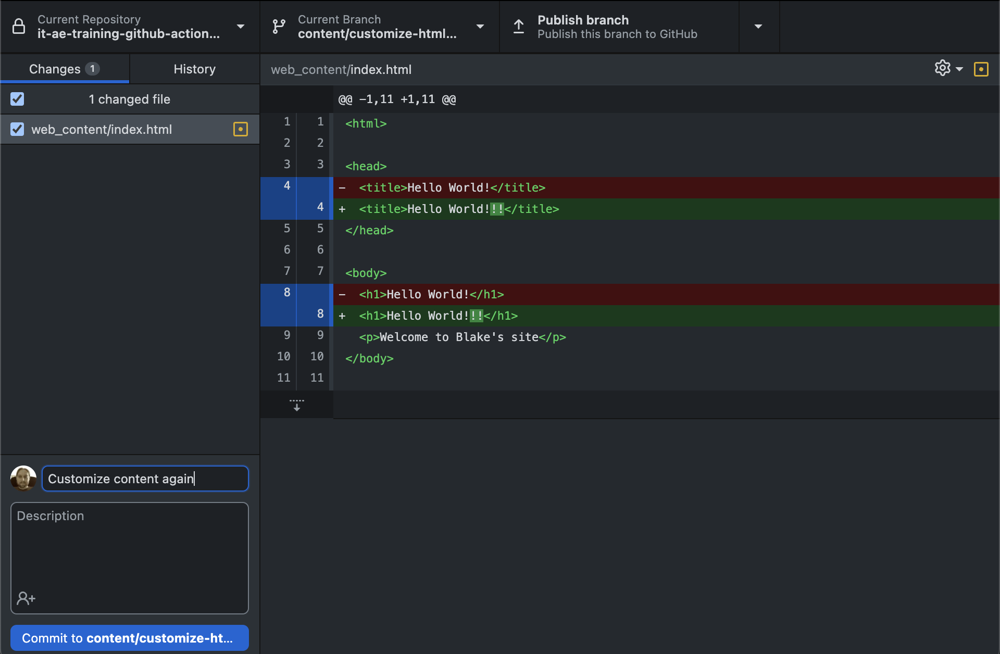 Current Repository
it-ae-training-github-action...
Current Branch
content/customize-html...
Publish branch
Publish this branch to GitHub
Changes 1
History
web_content/index.html
1 changed file
web_content/index.html
@@ -1,11 +1,11 @@
1 1 <html>
2 2
3 3 <head>
4 - <title>Hello World!</title>
4 + <title>Hello World!!!</title>
5 5 </head>
6 6
7 7 <body>
8 - <h1>Hello World!</h1>
8 + <h1>Hello World!!!</h1>
9 9 <p>Welcome to Blake's site</p>
10 10 </body>
11 11
Customize content again
Description
Commit to content/customize-ht...